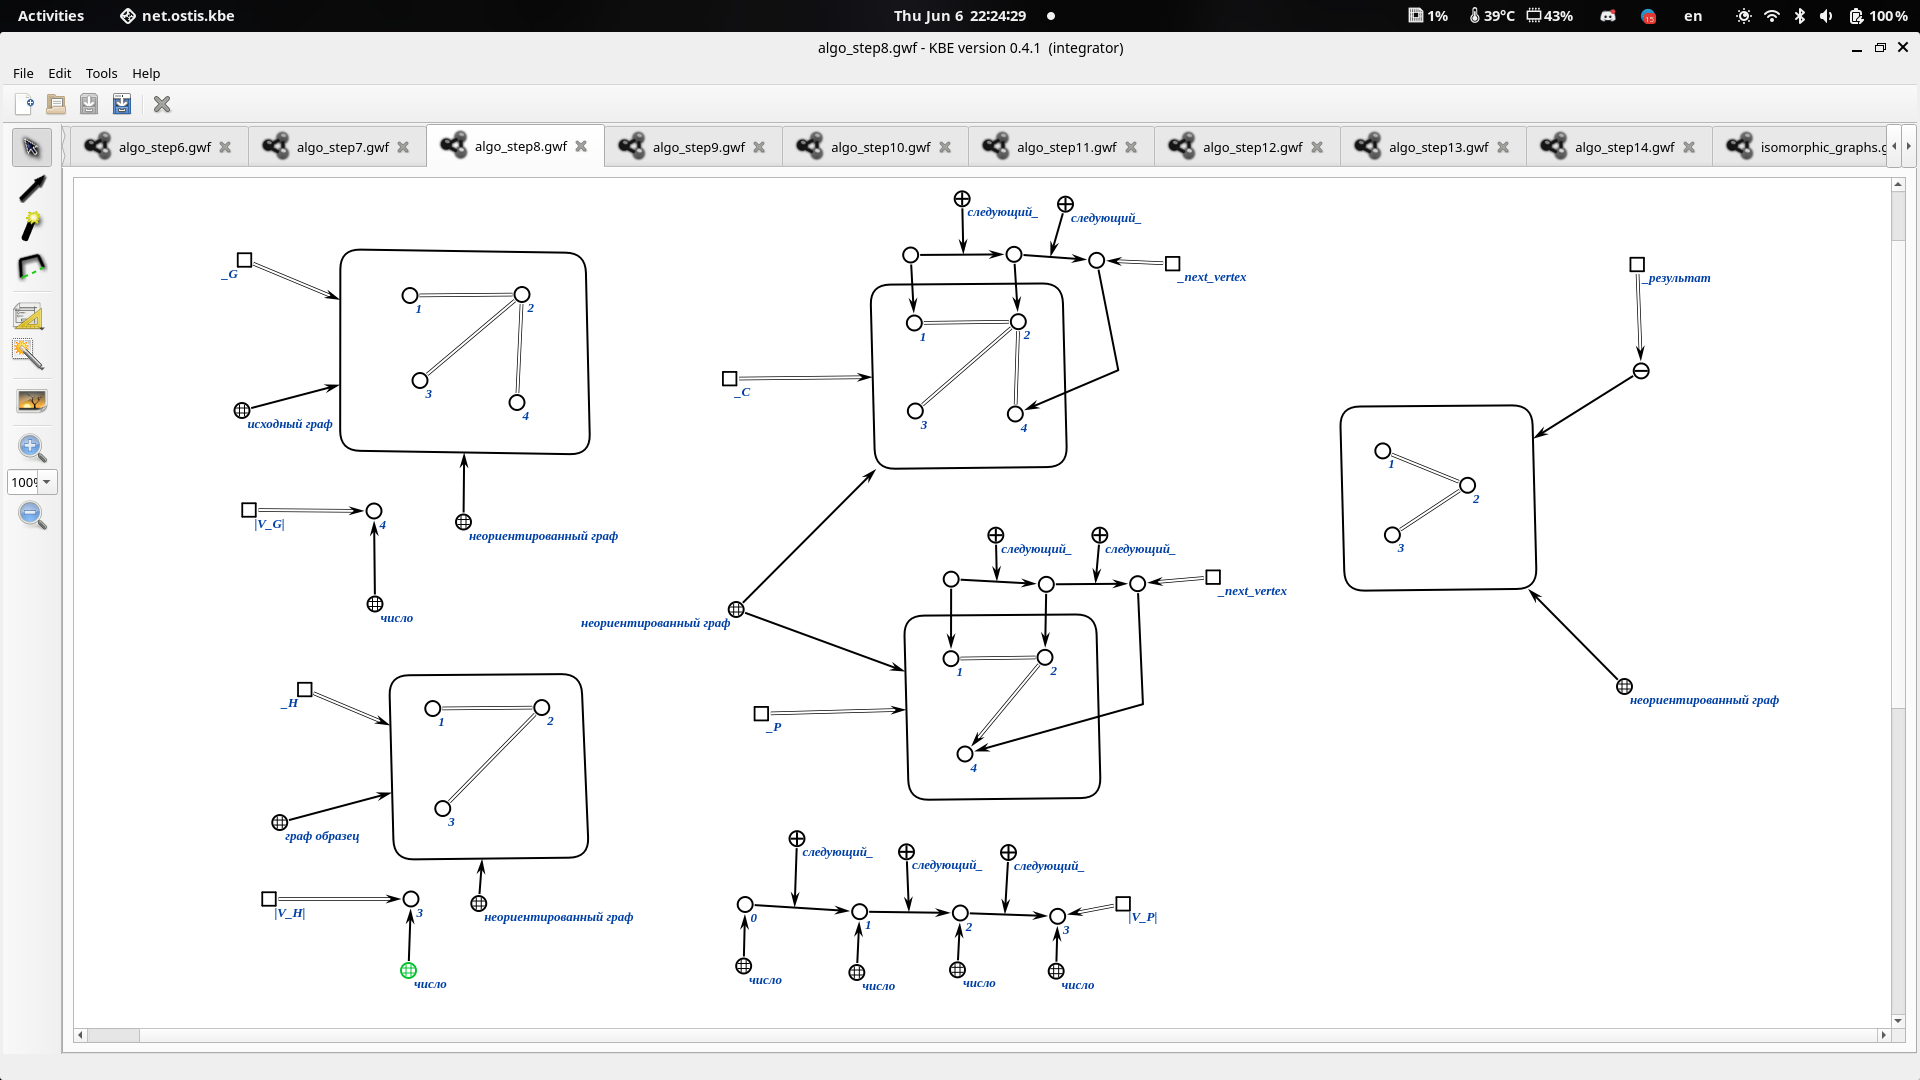 Activities
net.ostis.kbe
Thu Jun 6 22:24:29
1%
39°C
43%
15
en
100 %
algo_step8.gwf - KBE version 0.4.1 (integrator)
File Edit Tools Help
algo_step6.gwf
algo_step7.gwf
algo_step8.gwf
algo_step9.gwf
algo_step10.gwf
algo_step11.gwf
algo_step12.gwf
algo_step13.gwf
algo_step14.gwf
isomorphic_graphs.g
100%
_G
1
2
3
4
исходный граф
неориентированный граф
|V_G|
4
число
_H
1
2
3
граф образец
неориентированный граф
|V_H|
3
число
следующий_
следующий_
_next_vertex
_C
1
2
3
4
неориентированный граф
следующий_
следующий_
_next_vertex
_P
1
2
4
следующий_
следующий_
следующий_
0
1
2
3
|V_P|
число
число
число
число
_результат
1
2
3
неориентированный граф